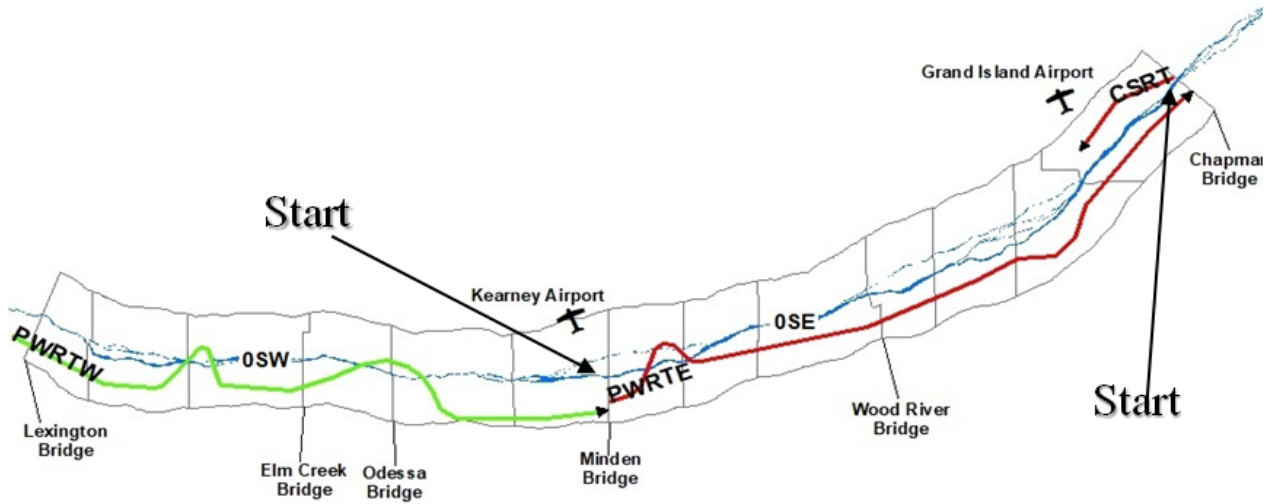 Grand Island Airport
CSRT
Chapman
Bridge
Start
Kearney Airport
0SE
PWRTW
0SW
PWRTE
Start
Wood River
Bridge
Lexington
Bridge
Elm Creek
Bridge
Odessa
Bridge
Minden
Bridge